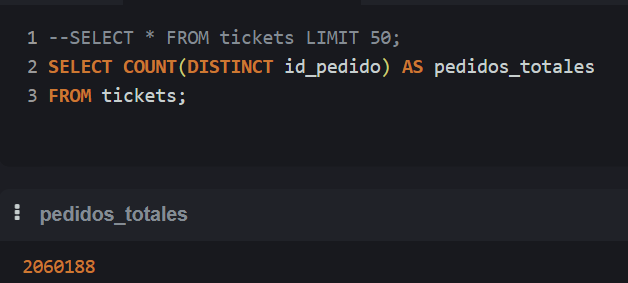 1 --SELECT * FROM tickets LIMIT 50;
2 SELECT COUNT(DISTINCT id_pedido) AS pedidos_totales
3 FROM tickets;
pedidos_totales
2060188